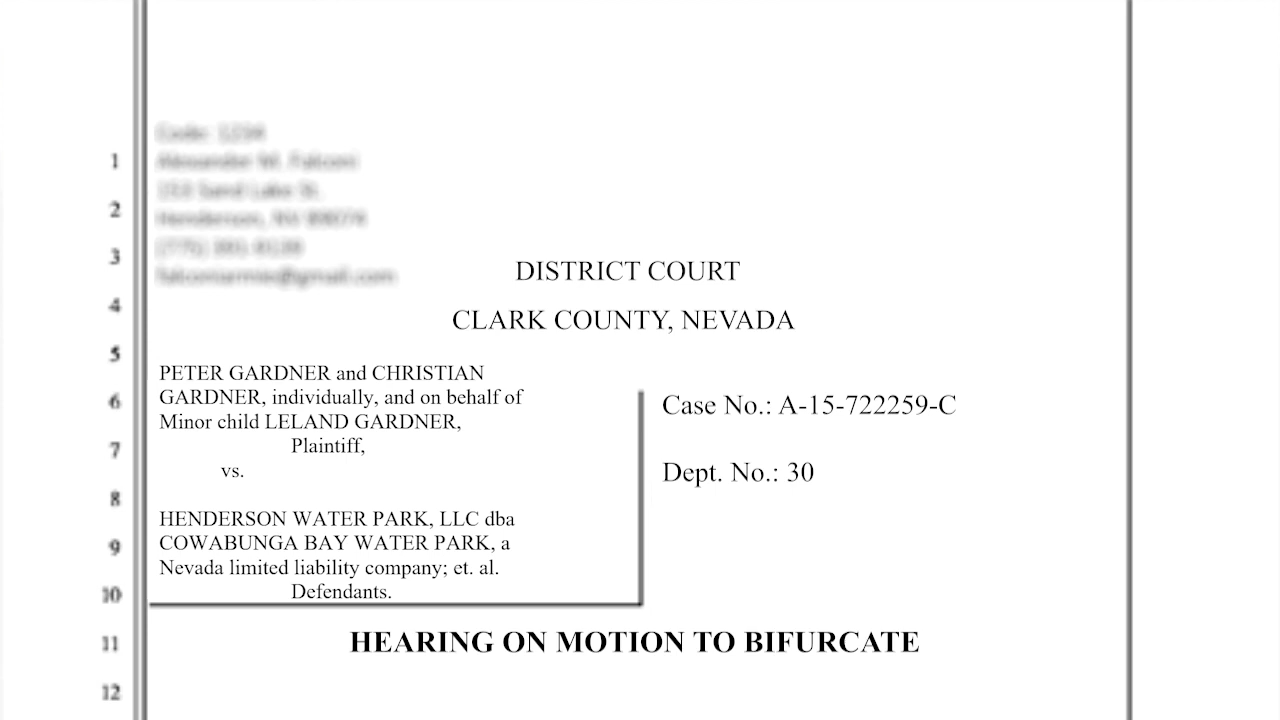 Code: 1234
1
2
3
DISTRICT COURT
4
CLARK COUNTY, NEVADA
5
PETER GARDNER and CHRISTIAN
6
GARDNER, individually, and on behalf of
Case No.: A-15-722259-C
Minor child LELAND GARDNER,
7
Plaintiff,
vs.
Dept. No.: 30
8
HENDERSON WATER PARK, LLC dba
9
COWABUNGA BAY WATER PARK, a
Nevada limited liability company; et. al.
10
Defendants.
11
HEARING ON MOTION TO BIFURCATE
12